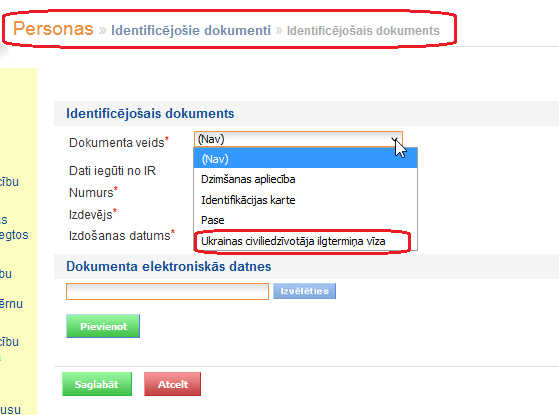 Personas » Identificējošie dokumenti » Identificējošais dokuments
Identificējošais dokuments
Dokumenta veids* (Nav)
(Nav)
Dati iegūti no IR
Dzimšanas apliecība
Numurs*
Identifikācijas karte
Izdevējs*
Pase
Izdošanas datums*
Ukrainas civiliedzīvotāja ilgtermiņa vīza
Dokumenta elektroniskās datnes
Izvēlēties
Pievienot
Saglabāt Atcelt